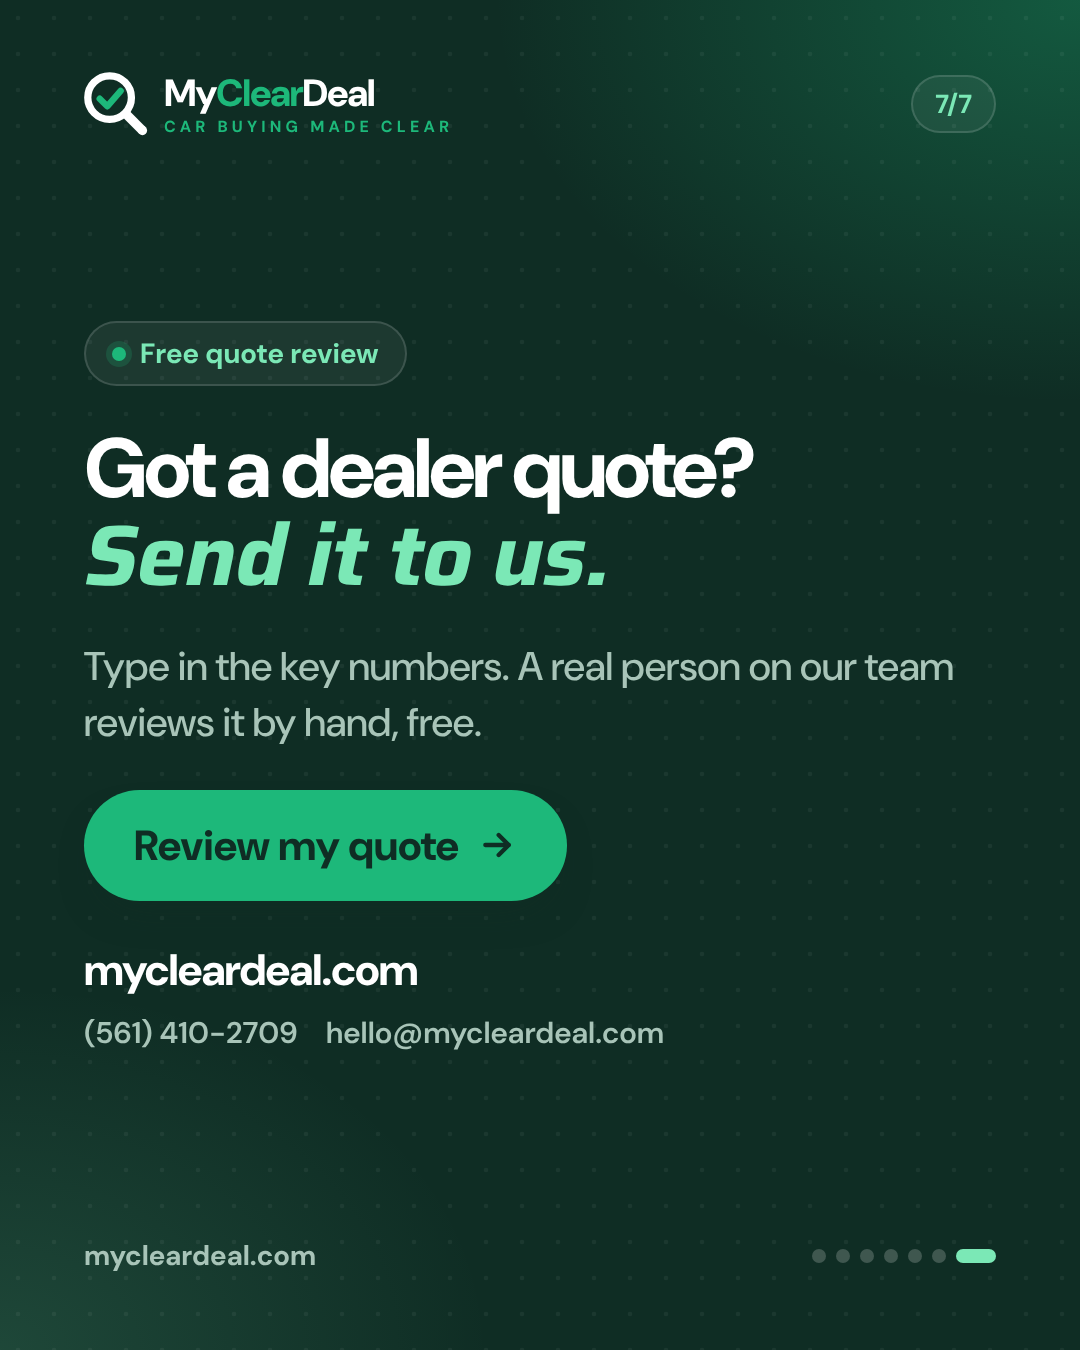 MyClearDeal
CAR BUYING MADE CLEAR
7/7
Free quote review
Got a dealer quote?
Send it to us.
Type in the key numbers. A real person on our team
reviews it by hand, free.
Review my quote →
mycleardeal.com
(561) 410-2709 hello@mycleardeal.com
mycleardeal.com